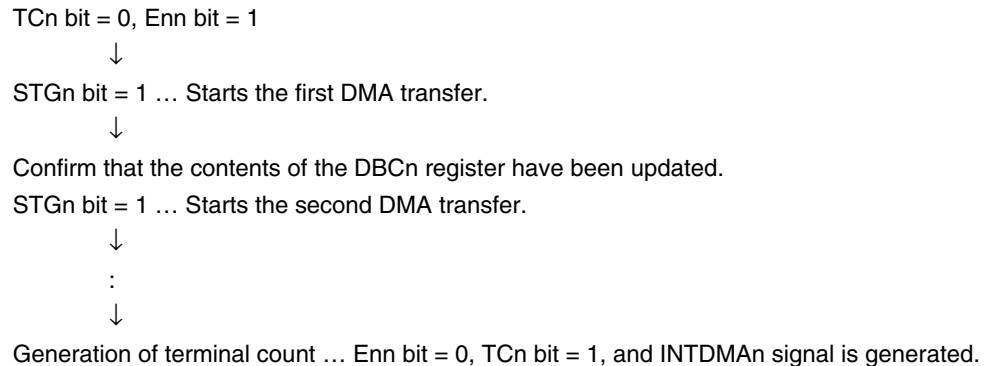 TCn bit = 0, Enn bit = 1
↓
STGn bit = 1 … Starts the first DMA transfer.
↓
Confirm that the contents of the DBCn register have been updated.
STGn bit = 1 … Starts the second DMA transfer.
↓
:
↓
Generation of terminal count … Enn bit = 0, TCn bit = 1, and INTDMAn signal is generated.